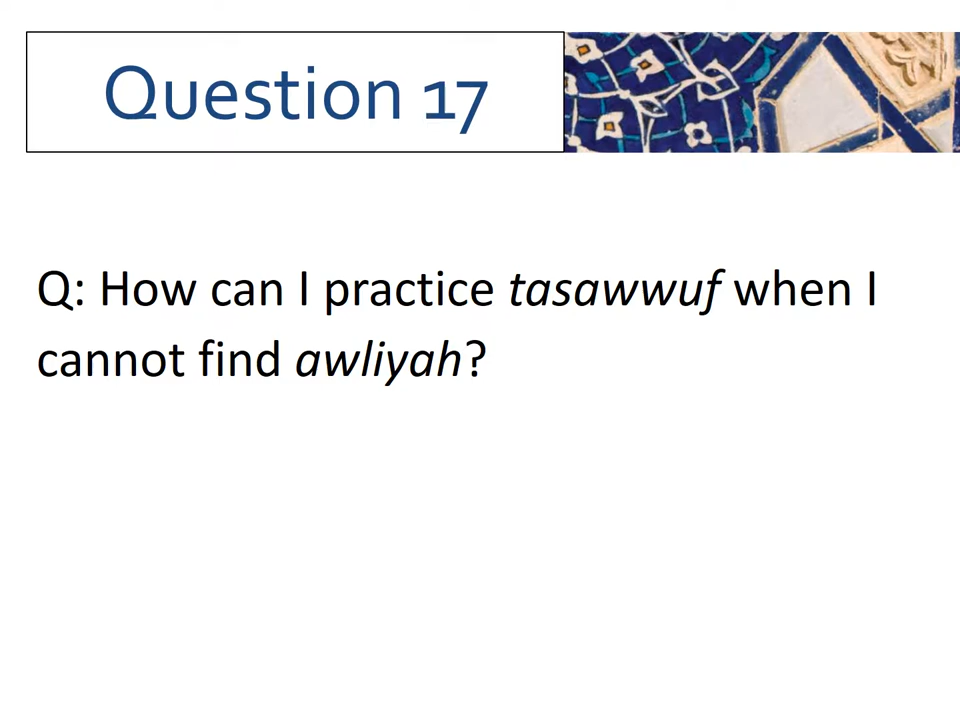 Question 17
Q: How can I practice tasawwuf when I
cannot find awliyah?